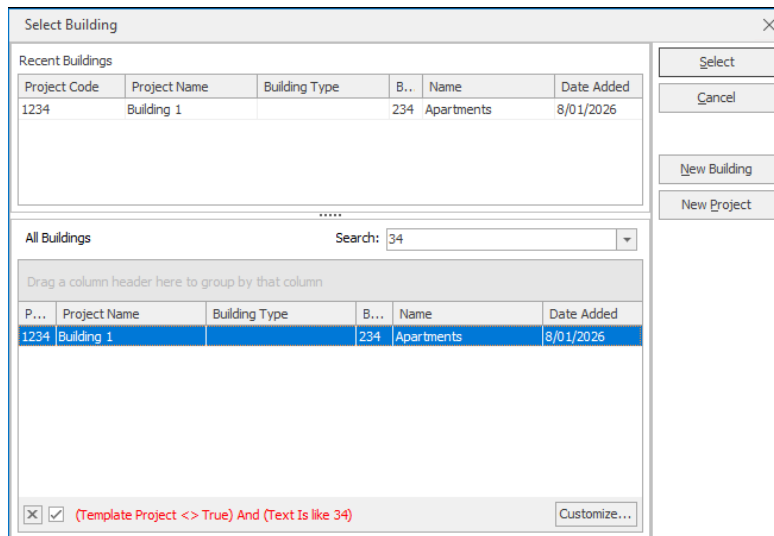 Select Building
Recent Buildings
Project Code Project Name Building Type B.. Name Date Added
1234 Building 1 234 Apartments 8/01/2026
Select
Cancel
New Building
New Project
All Buildings Search: 34
Drag a column header here to group by that column
P... Project Name Building Type B... Name Date Added
1234 Building 1 234 Apartments 8/01/2026
(Template Project <> True) And (Text Is like 34) Customize...